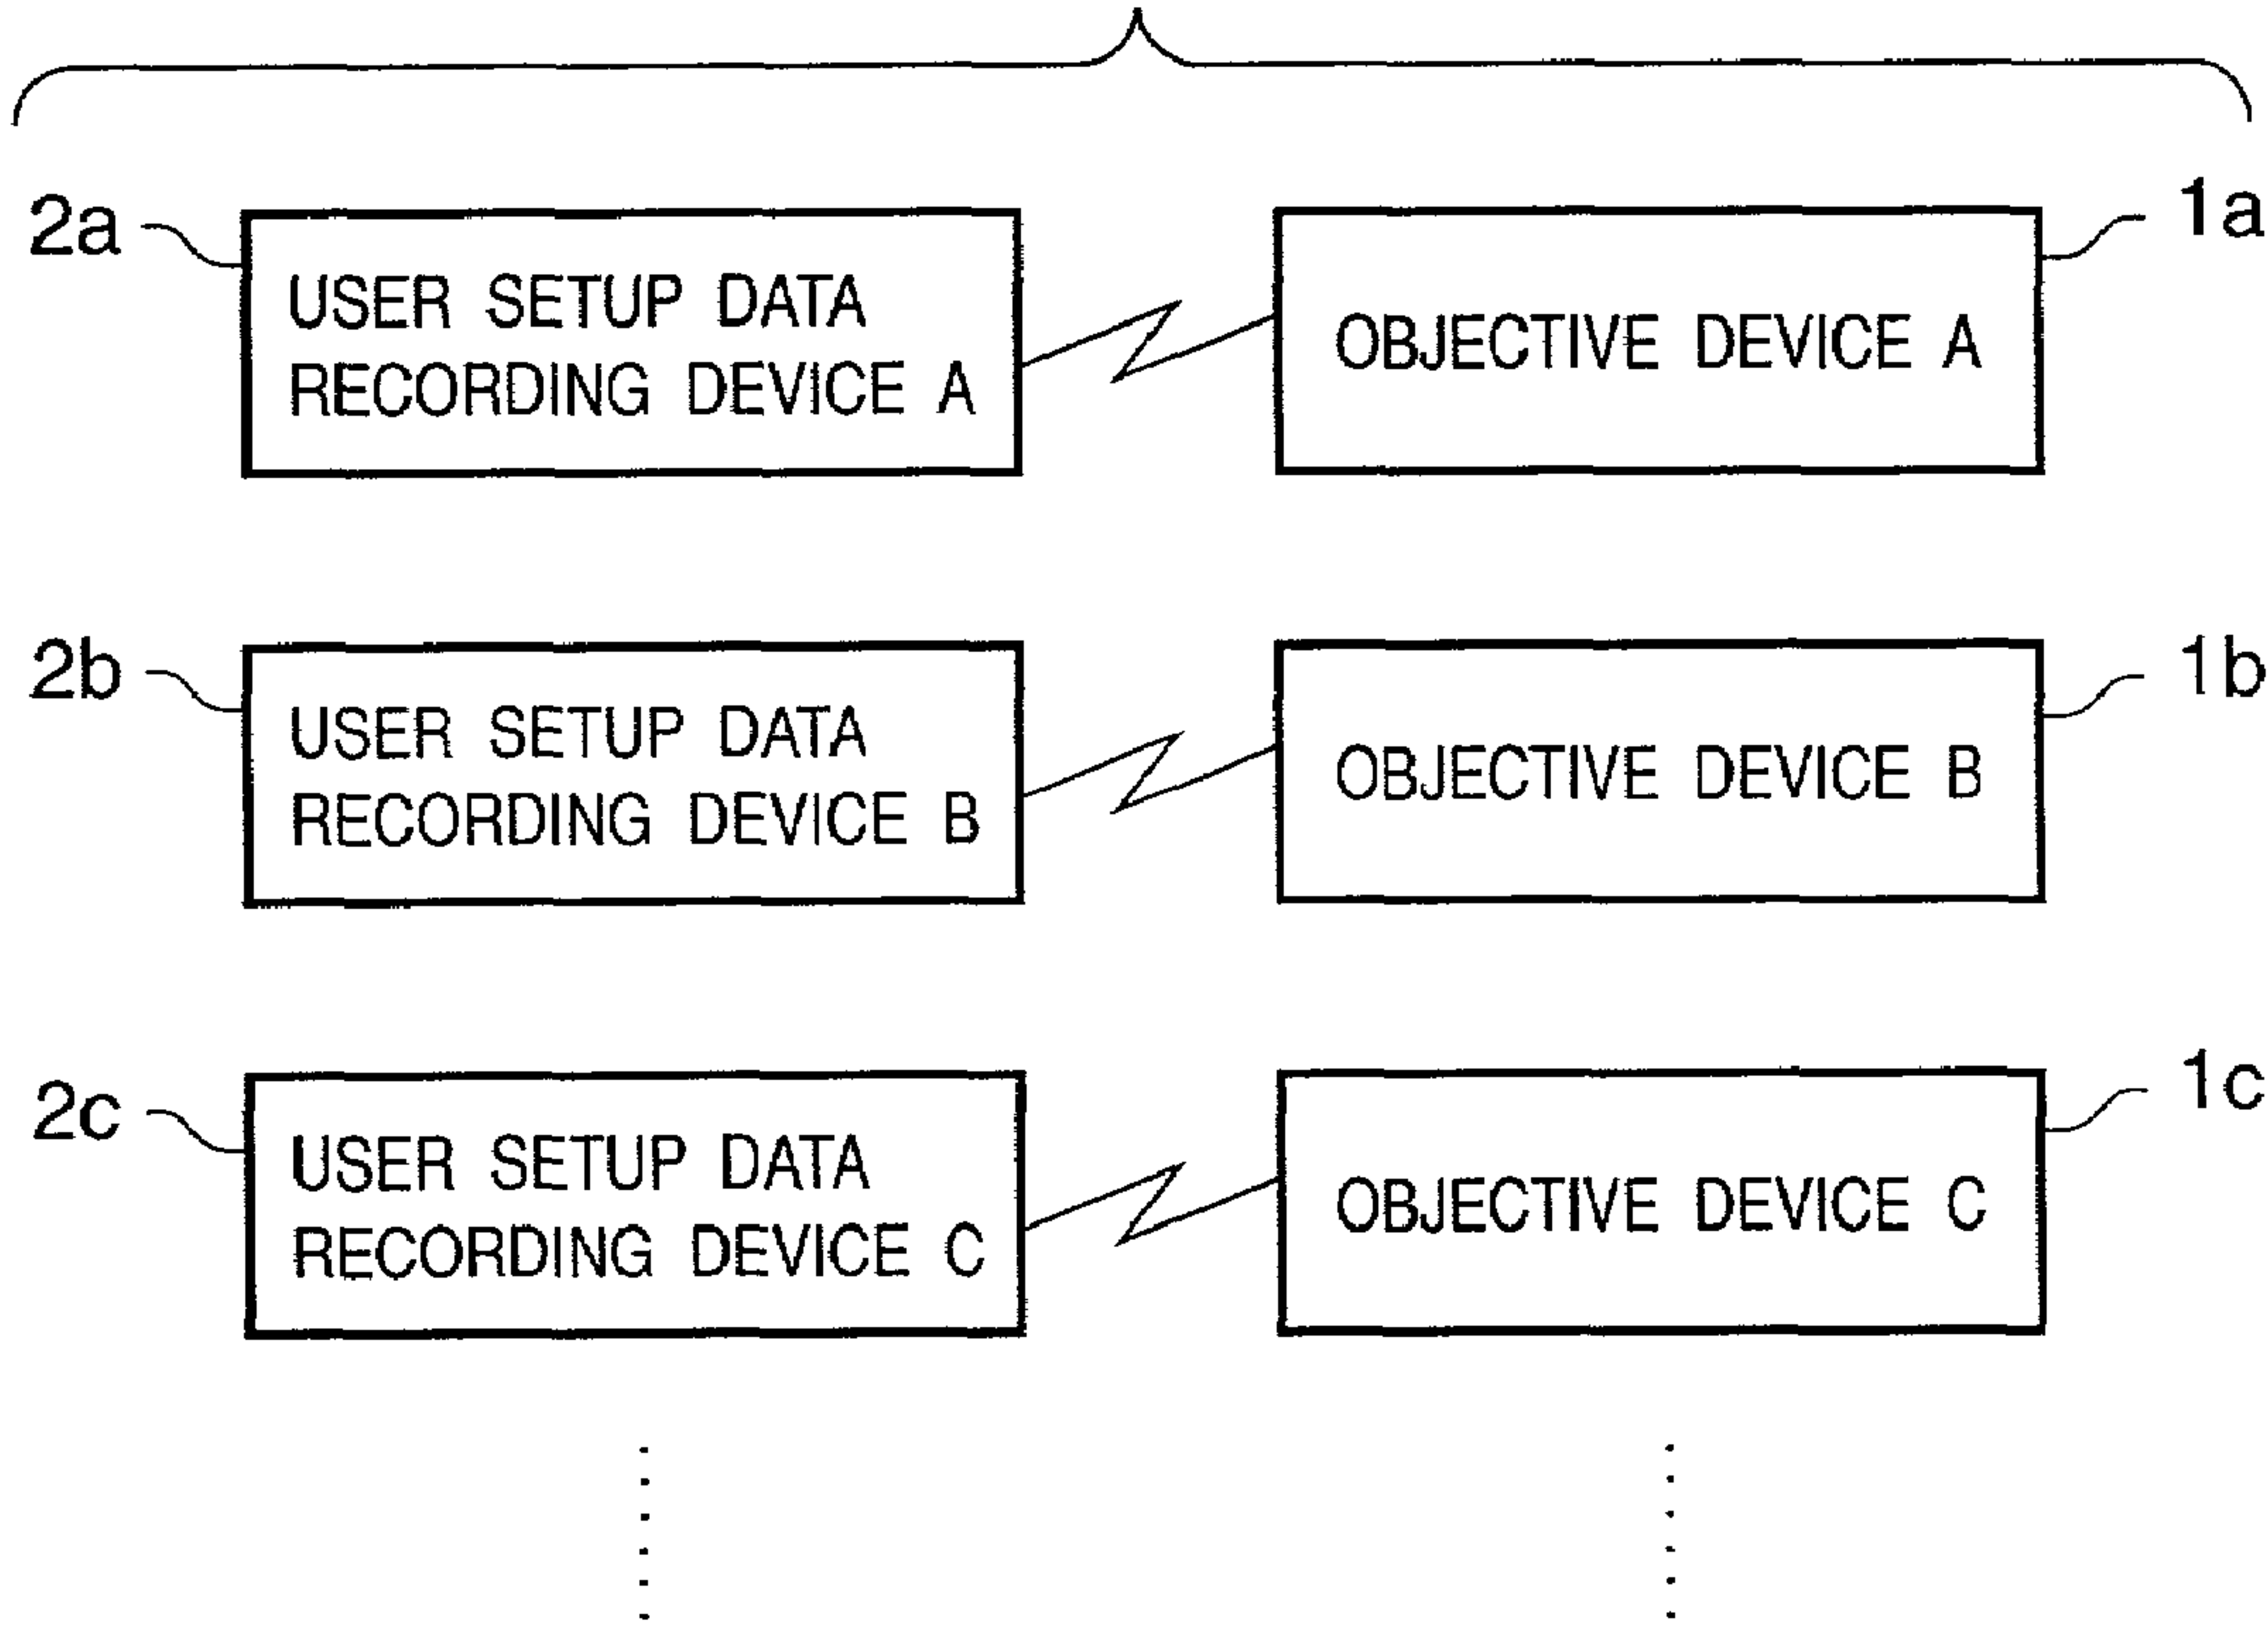 2a
USER SETUP DATA
RECORDING DEVICE A
OBJECTIVE DEVICE A
1a
2b
USER SETUP DATA
RECORDING DEVICE B
OBJECTIVE DEVICE B
1b
2c
USER SETUP DATA
RECORDING DEVICE C
OBJECTIVE DEVICE C
1c